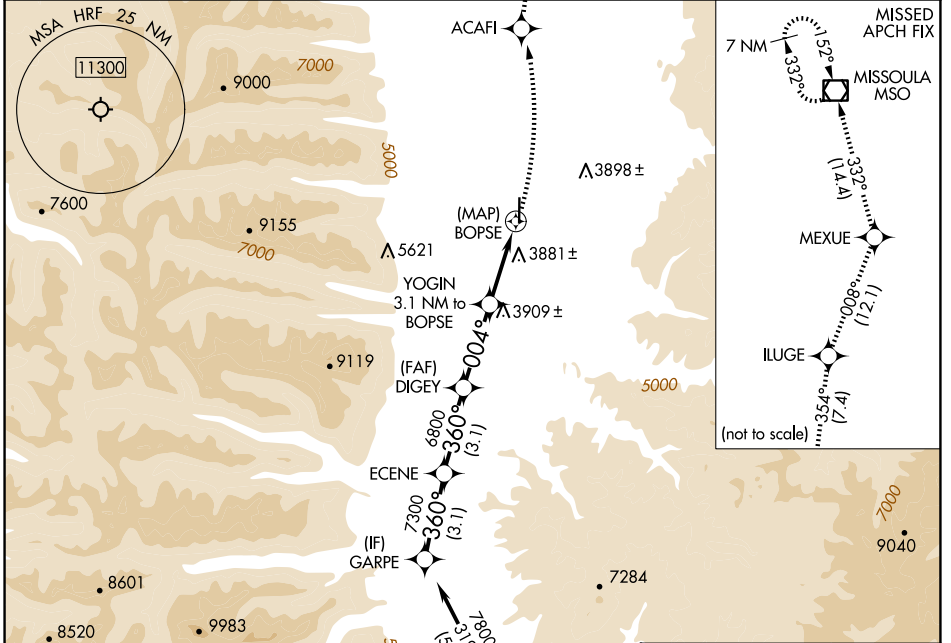 MSA HRF 25 NM
11300
9000
7000
7600
9155
7000
5000
5621
9119
ACAFI
3898 ±
(MAP)
BOPSE
3881 ±
YOGIN
3.1 NM to
BOPSE
3909 ±
004°
(FAF)
DIGEY
5000
6800
360°
(3.1)
ECENE
7300
360°
(3.1)
(IF)
GARPE
8601
8520
9983
7284
7800
7000
9040
MISSED
APCH FIX
7 NM
152°
332°
MISSOULA
MSO
332°
(14.4)
MEXUE
008°
(12.1)
ILUGE
354°
(7.4)
(not to scale)